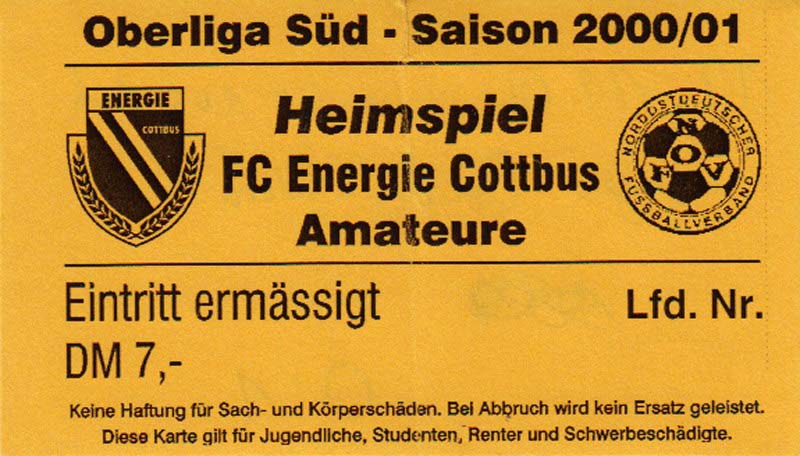 Oberliga Süd - Saison 2000/01
ENERGIE
COTTBUS
Heimspiel
FC Energie Cottbus
Amateure
NORDOSTDEUTSCHER
NOFV
FUSSBALLVERBAND
Eintritt ermässigt
Lfd. Nr.
DM 7,-
Keine Haftung für Sach- und Körperschäden. Bei Abbruch wird kein Ersatz geleistet.
Diese Karte gilt für Jugendliche, Studenten, Renter und Schwerbeschädigte.